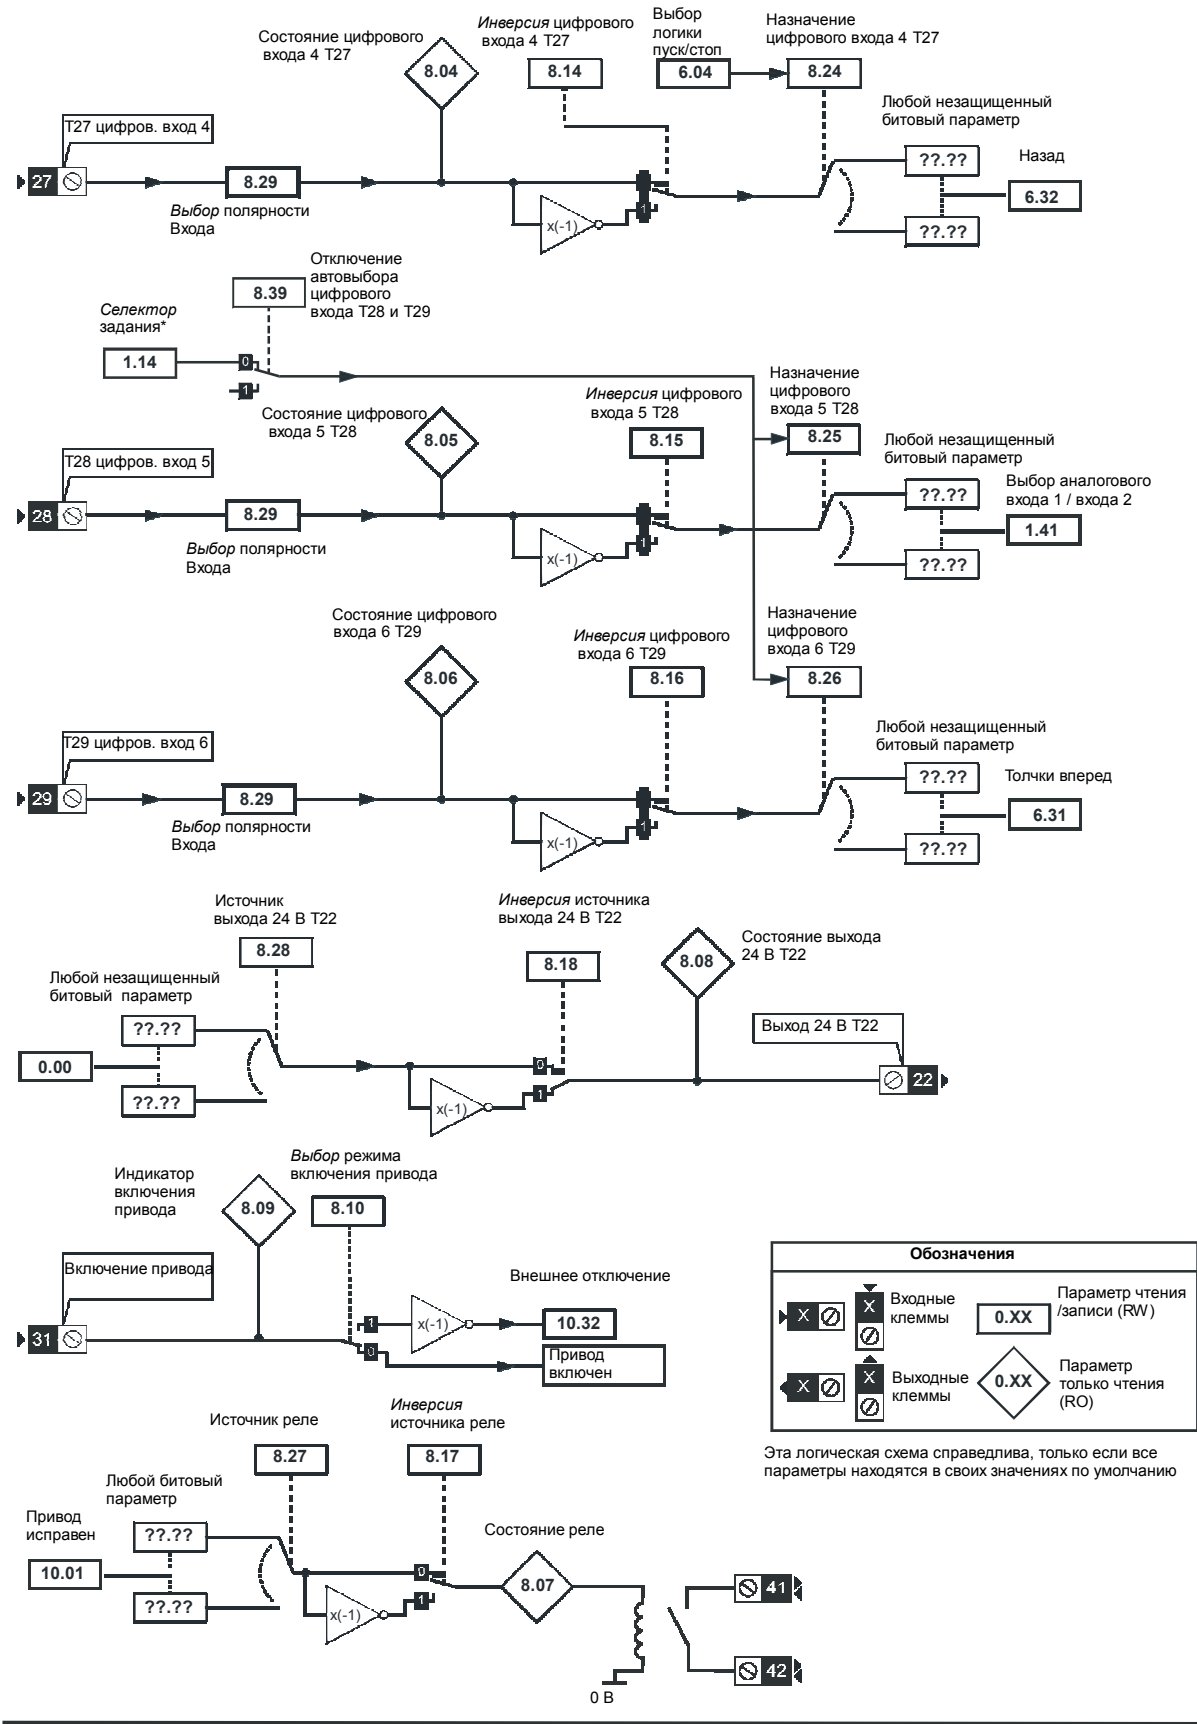 Состояние цифрового
входа 4 T27
8.04
Инверсия цифрового
входа 4 T27
8.14
Выбор
логики
пуск/стоп
6.04
Назначение
цифрового входа 4 T27
8.24
T27 цифров. вход 4
27
8.29
Выбор полярности
Входа
x(-1)
1
Любой незащищенный
битовый параметр
??.??
??.??
Назад
6.32
Отключение
автовыбора
цифрового
входа T28 и T29
8.39
Селектор
задания*
1.14
0
1
Состояние цифрового
входа 5 T28
8.05
Инверсия цифрового
входа 5 T28
8.15
Назначение
цифрового
входа 5 T28
8.25
T28 цифров. вход 5
28
8.29
Выбор полярности
Входа
x(-1)
1
Любой незащищенный
битовый параметр
??.??
??.??
Выбор аналогового
входа 1 / входа 2
1.41
Состояние цифрового
входа 6 T29
8.06
Инверсия цифрового
входа 6 T29
8.16
Назначение
цифрового
входа 6 T29
8.26
T29 цифров. вход 6
29
8.29
Выбор полярности
Входа
x(-1)
1
Любой незащищенный
битовый параметр
??.??
??.??
Толчки вперед
6.31
Источник
выхода 24 В T22
8.28
Инверсия источника
выхода 24 В T22
8.18
Состояние выхода
24 В T22
8.08
Любой незащищенный
битовый параметр
??.??
0.00
??.??
x(-1)
0
1
Выход 24 В T22
22
Индикатор
включения
привода
8.09
Выбор режима
включения привода
8.10
Включение привода
31
1
0
x(-1)
Внешнее отключение
10.32
Привод
включен
Обозначения
X
X
Входные
клеммы
0.XX
Параметр чтения
/записи (RW)
X
X
Выходные
клеммы
0.XX
Параметр
только чтения
(RO)
Эта логическая схема справедлива, только если все
параметры находятся в своих значениях по умолчанию
Источник реле
8.27
Инверсия
источника реле
8.17
Любой битовый
параметр
??.??
Привод
исправен
10.01
??.??
x(-1)
0
1
Состояние реле
8.07
0 В
41
42